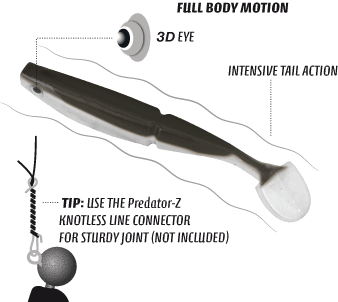 FULL BODY MOTION
3D EYE
INTENSIVE TAIL ACTION
TIP: USE THE Predator-Z
KNOTLESS LINE CONNECTOR
FOR STURDY JOINT (NOT INCLUDED)